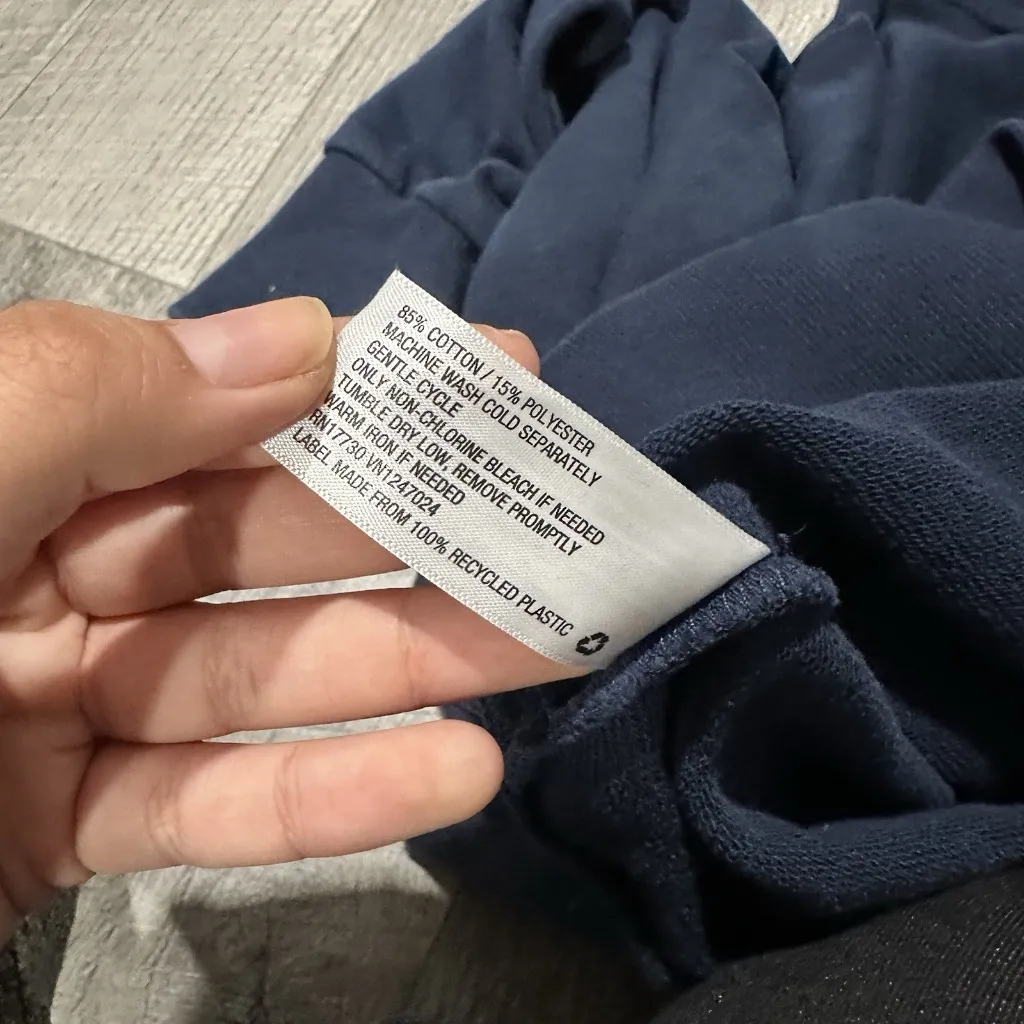 85% COTTON / 15% POLYESTER
MACHINE WASH COLD SEPARATELY
GENTLE CYCLE
ONLY NON-CHLORINE BLEACH IF NEEDED
TUMBLE DRY LOW, REMOVE PROMPTLY
WARM IRON IF NEEDED
RN17730 VNT247024
LABEL MADE FROM 100% RECYCLED PLASTIC